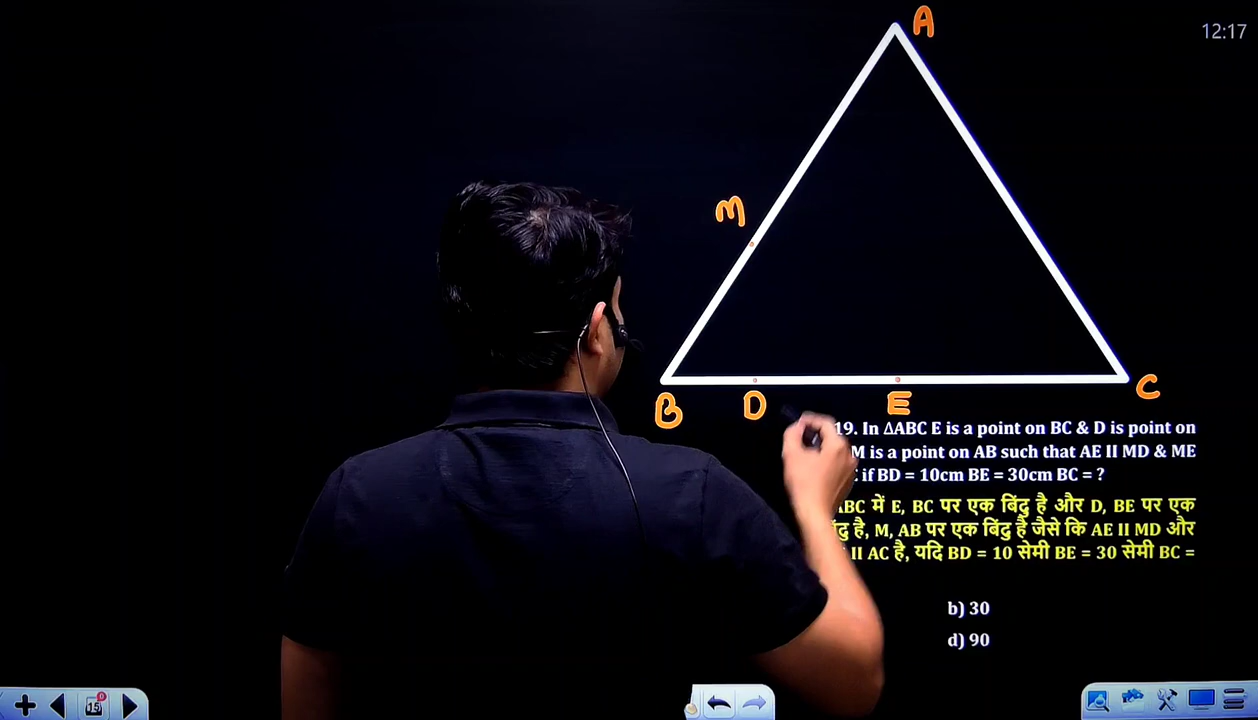 A
12:17
M
B
D
E
C
19. In ΔABC E is a point on BC & D is point on
M is a point on AB such that AE II MD & ME
if BD = 10cm BE = 30cm BC = ?
में E, BC पर एक बिंदु है और D, BE पर एक
है, M, AB पर एक बिंदु है जैसे कि AE II MD और
II AC है, यदि BD = 10 सेमी BE = 30 सेमी BC =
b) 30
d) 90
15